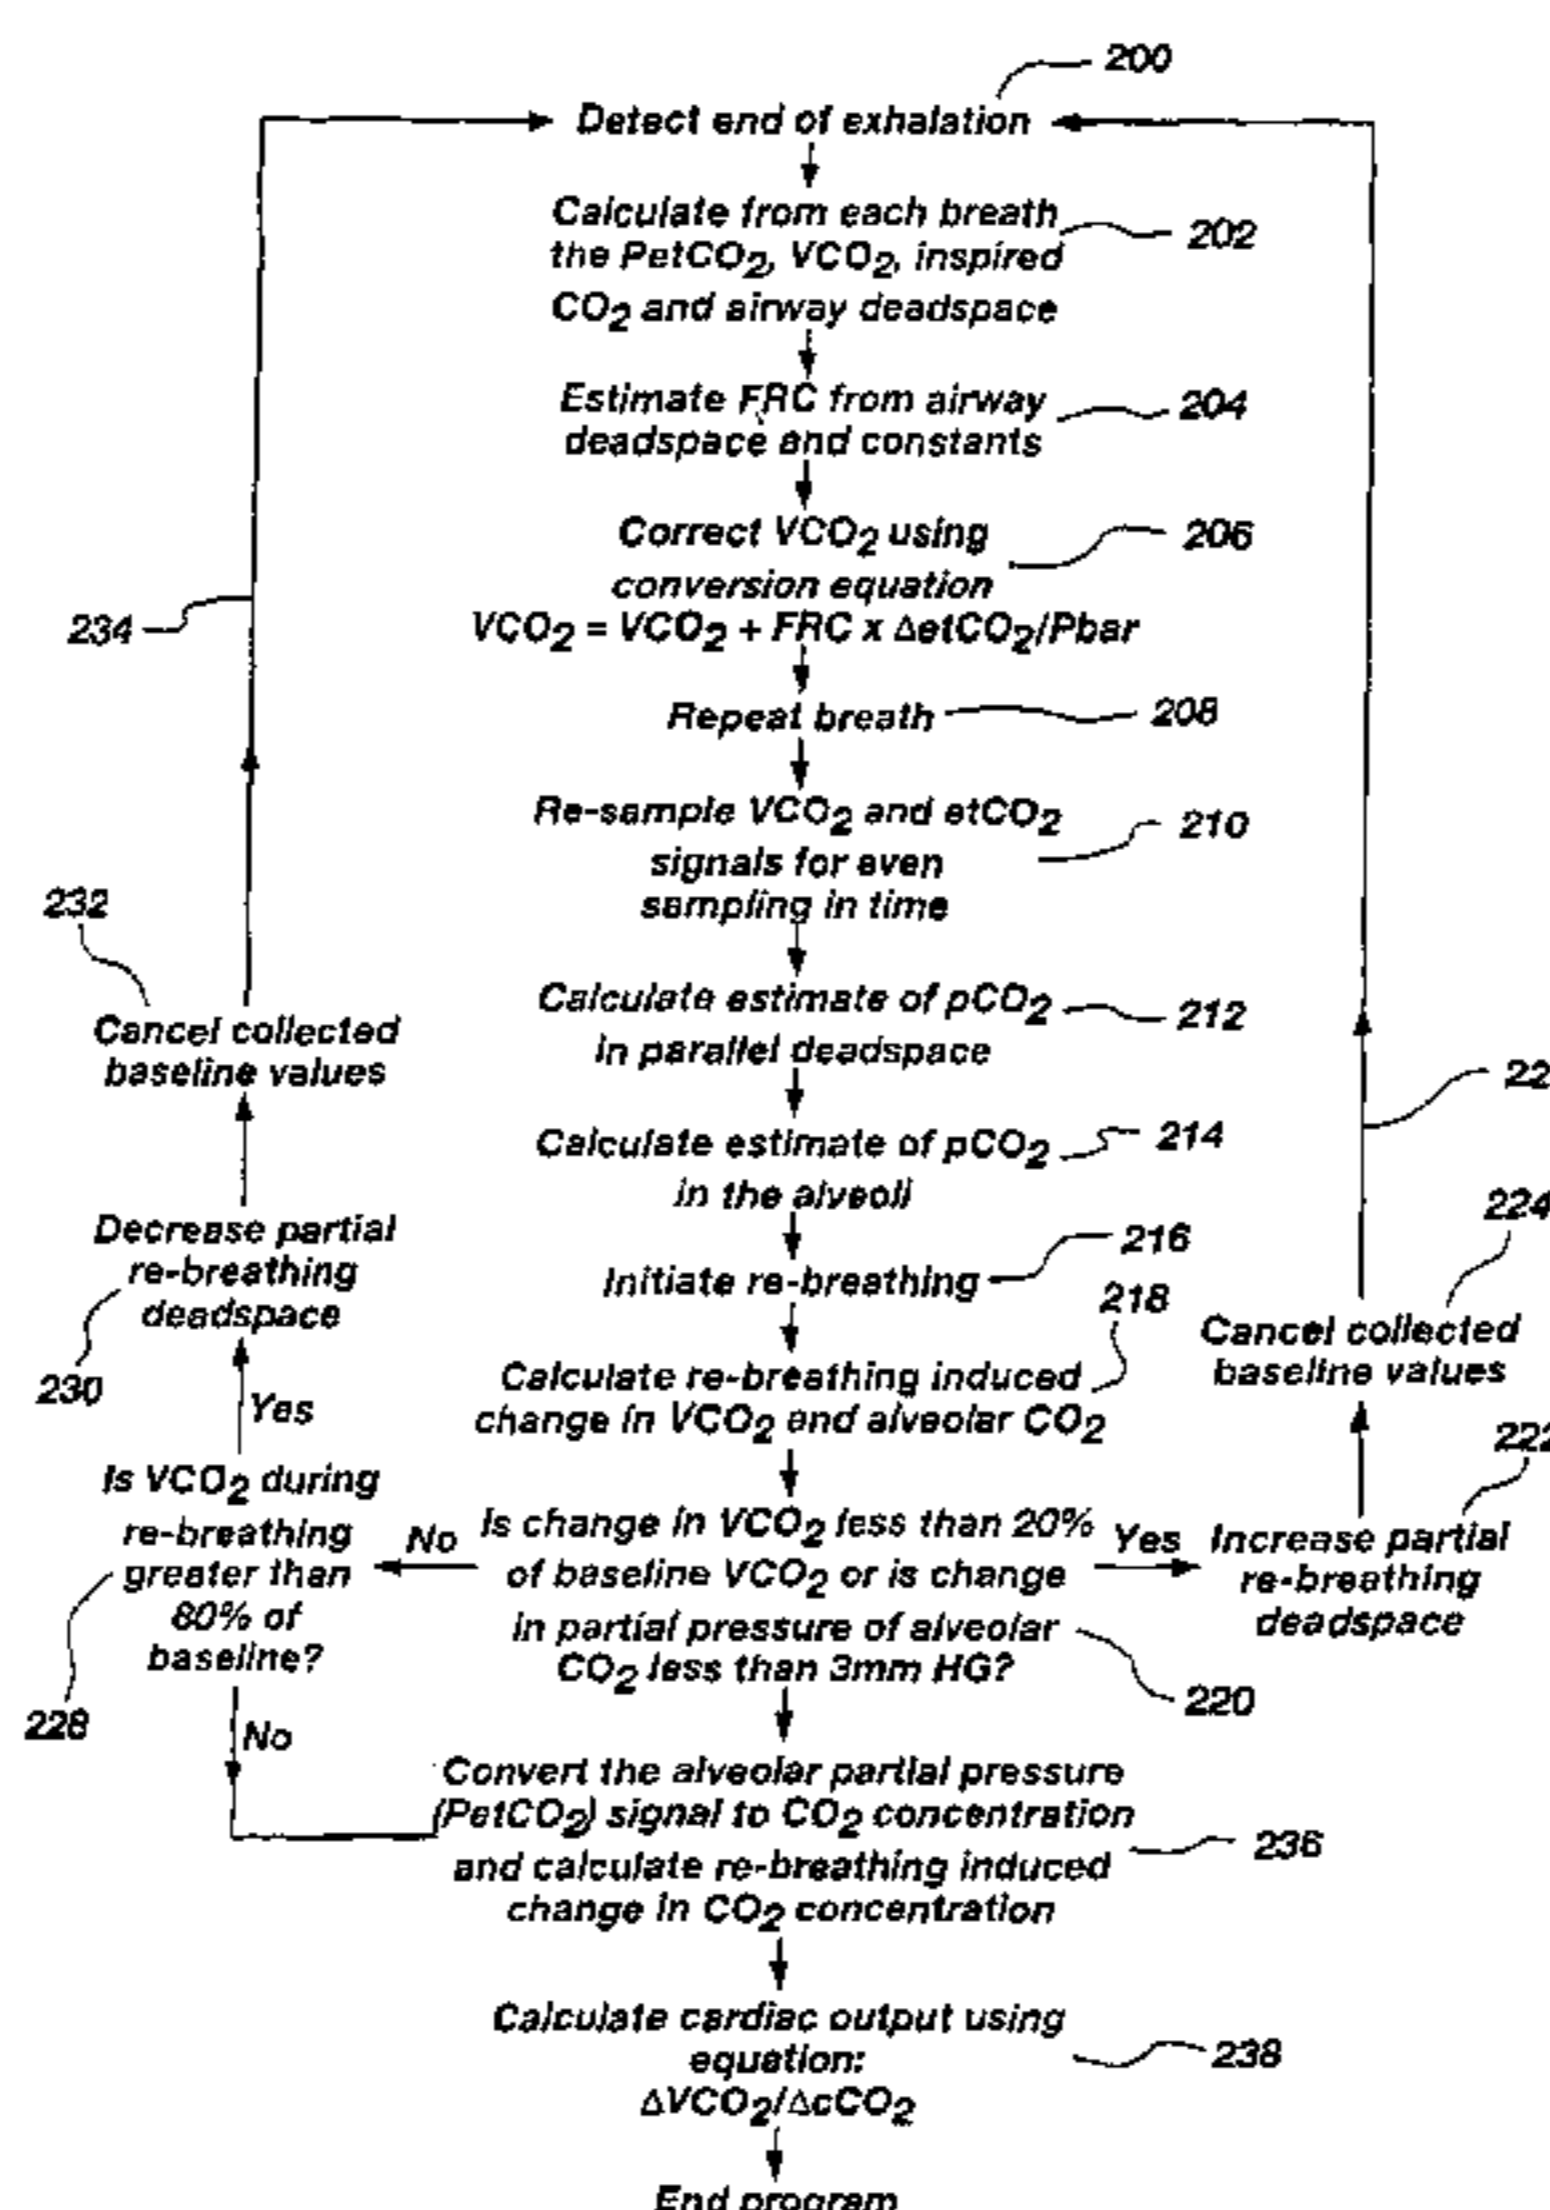 200
Detect end of exhalation
Calculate from each breath
the PetCO2, VCO2, inspired
CO2 and airway deadspace
202
Estimate FRC from airway
deadspace and constants
204
Correct VCO2 using
conversion equation
VCO2 = VCO2 + FRC x ΔetCO2/Pbar
206
234
Repeat breath
208
Re-sample VCO2 and etCO2
signals for even
sampling in time
210
232
Cancel collected
baseline values
Calculate estimate of pCO2
in parallel deadspace
212
22
Calculate estimate of pCO2
in the alveoli
214
224
Decrease partial
re-breathing
deadspace
230
Initiate re-breathing
216
218
Cancel collected
baseline values
Calculate re-breathing induced
change in VCO2 and alveolar CO2
Yes
222
Is VCO2 during
re-breathing
greater than
80% of
baseline?
228
No
Is change in VCO2 less than 20%
of baseline VCO2 or is change
in partial pressure of alveolar
CO2 less than 3mm HG?
220
Yes
Increase partial
re-breathing
deadspace
No
Convert the alveolar partial pressure
(PetCO2) signal to CO2 concentration
and calculate re-breathing induced
change in CO2 concentration
236
Calculate cardiac output using
equation:
ΔVCO2/ΔcCO2
238
End program